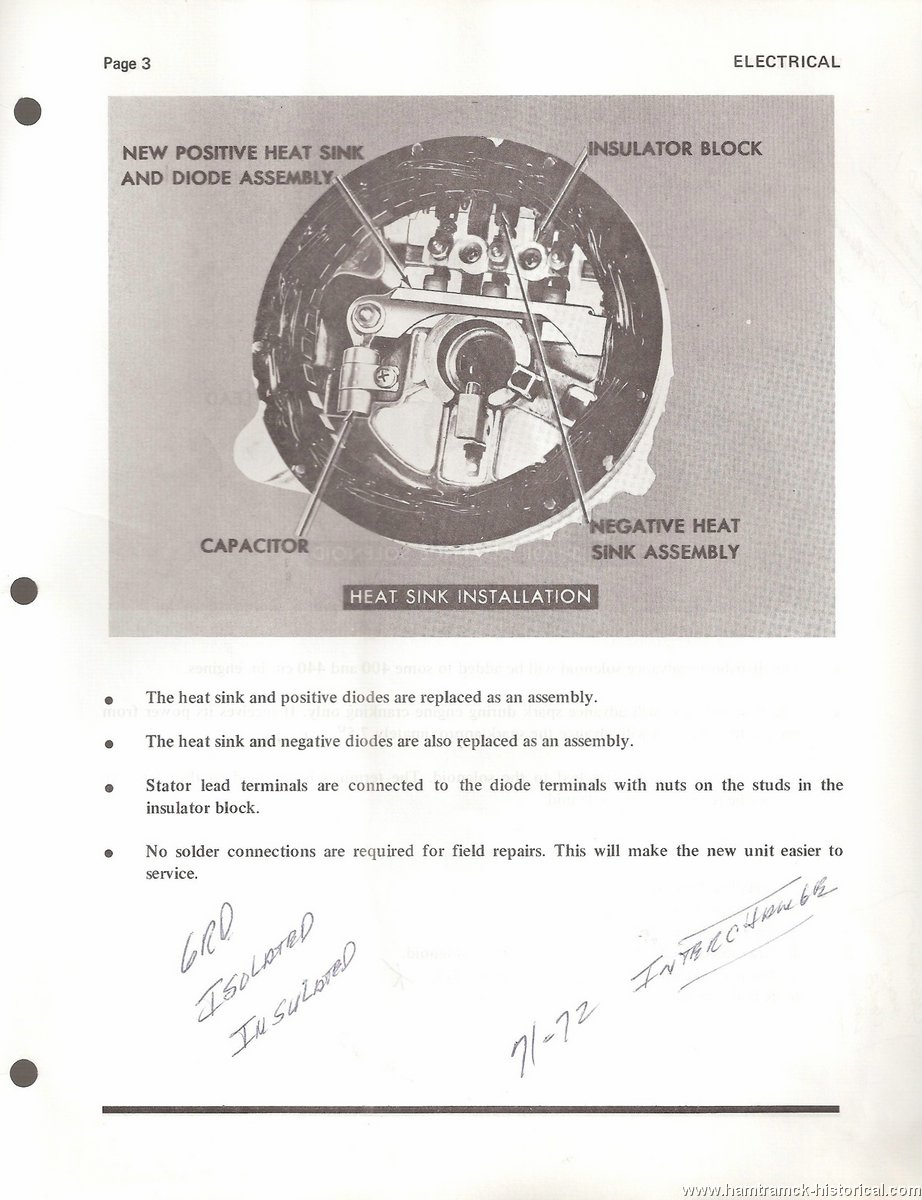 Page 3
ELECTRICAL
NEW POSITIVE HEAT SINK
AND DIODE ASSEMBLY
INSULATOR BLOCK
CAPACITOR
NEGATIVE HEAT
SINK ASSEMBLY
HEAT SINK INSTALLATION
• The heat sink and positive diodes are replaced as an assembly.
• The heat sink and negative diodes are also replaced as an assembly.
• Stator lead terminals are connected to the diode terminals with nuts on the studs in the
insulator block.
• No solder connections are required for field repairs. This will make the new unit easier to
service.
GRD
ISOLATED
INSULATED
71-72 INTERCHANGE
www.hamtramck-historical.com